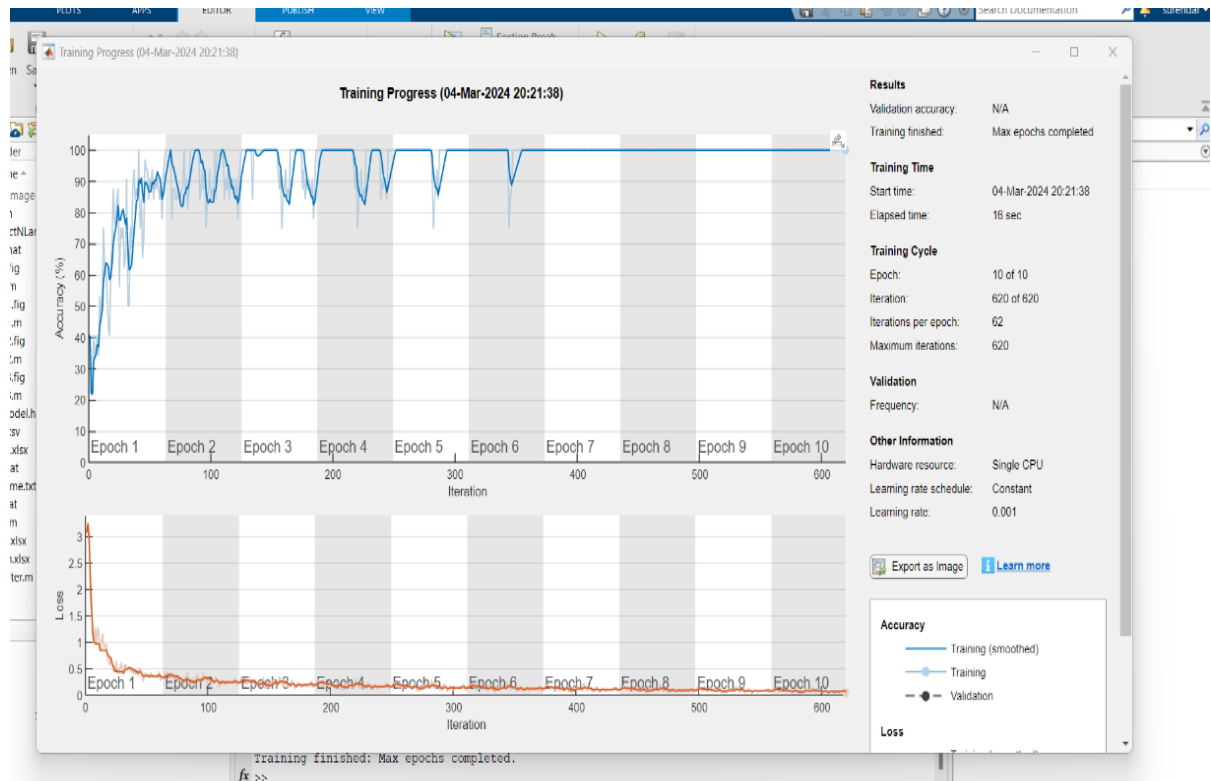 PLOTS APPS EDITOR PUBLISH VIEW
Search Documentation surendar
Section Break
Training Progress (04-Mar-2024 20:21:38)
Training Progress (04-Mar-2024 20:21:38)
100
90
80
70
60
50
40
30
20
10
0
Accuracy (%)
Epoch 1 Epoch 2 Epoch 3 Epoch 4 Epoch 5 Epoch 6 Epoch 7 Epoch 8 Epoch 9 Epoch 10
0 100 200 300 400 500 600
Iteration
3
2.5
2
1.5
1
0.5
0
Loss
Epoch 1 Epoch 2 Epoch 3 Epoch 4 Epoch 5 Epoch 6 Epoch 7 Epoch 8 Epoch 9 Epoch 10
0 100 200 300 400 500 600
Iteration
Results
Validation accuracy: N/A
Training finished: Max epochs completed
Training Time
Start time: 04-Mar-2024 20:21:38
Elapsed time: 16 sec
Training Cycle
Epoch: 10 of 10
Iteration: 620 of 620
Iterations per epoch: 62
Maximum iterations: 620
Validation
Frequency: N/A
Other Information
Hardware resource: Single CPU
Learning rate schedule: Constant
Learning rate: 0.001
Export as Image Learn more
Accuracy
Training (smoothed)
Training
Validation
Loss
Training finished: Max epochs completed.
fx >>